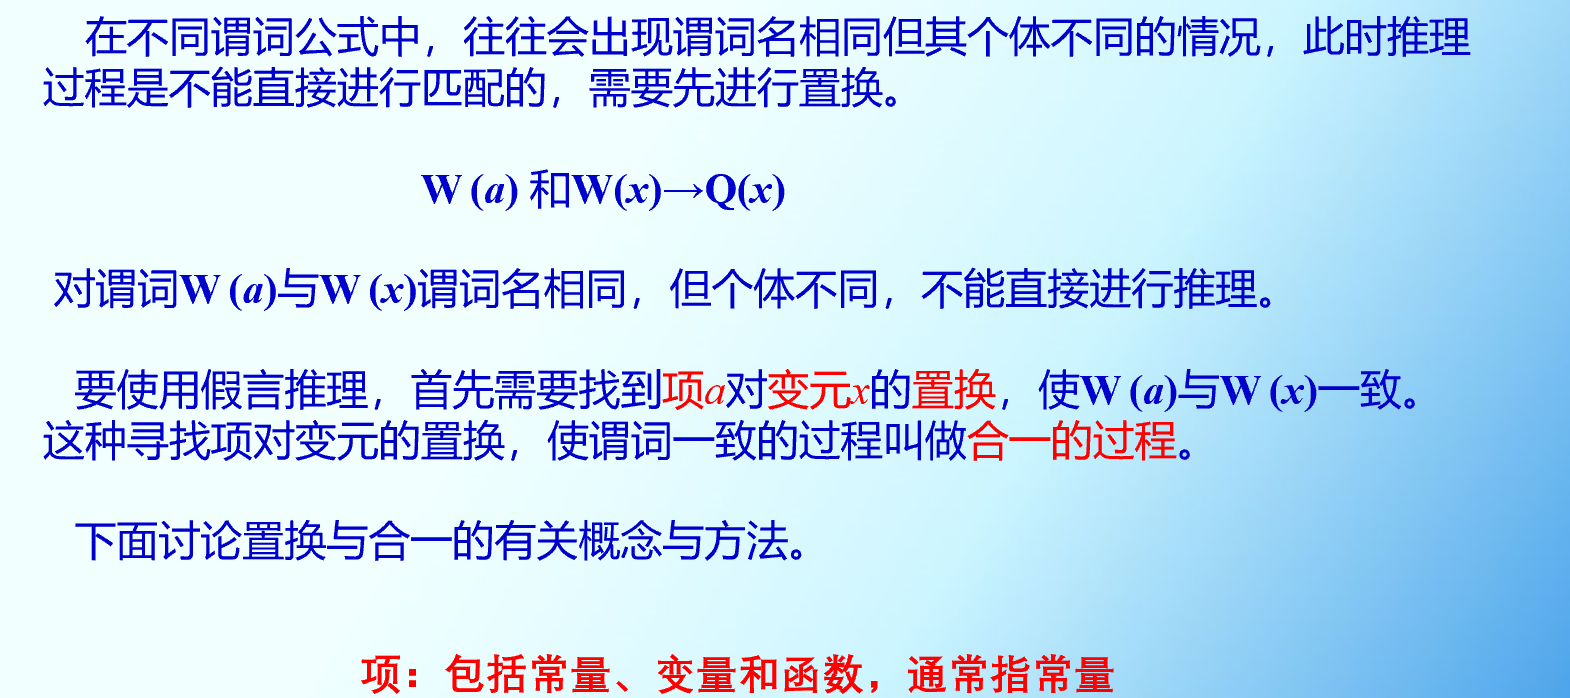 在不同谓词公式中，往往会出现谓词名相同但其个体不同的情况，此时推理
过程是不能直接进行匹配的，需要先进行置换。
W (a) 和W(x)→Q(x)
对谓词W (a)与W (x)谓词名相同，但个体不同，不能直接进行推理。
要使用假言推理，首先需要找到项a对变元x的置换，使W (a)与W (x)一致。
这种寻找项对变元的置换，使谓词一致的过程叫做合一的过程。
下面讨论置换与合一的有关概念与方法。
项：包括常量、变量和函数，通常指常量